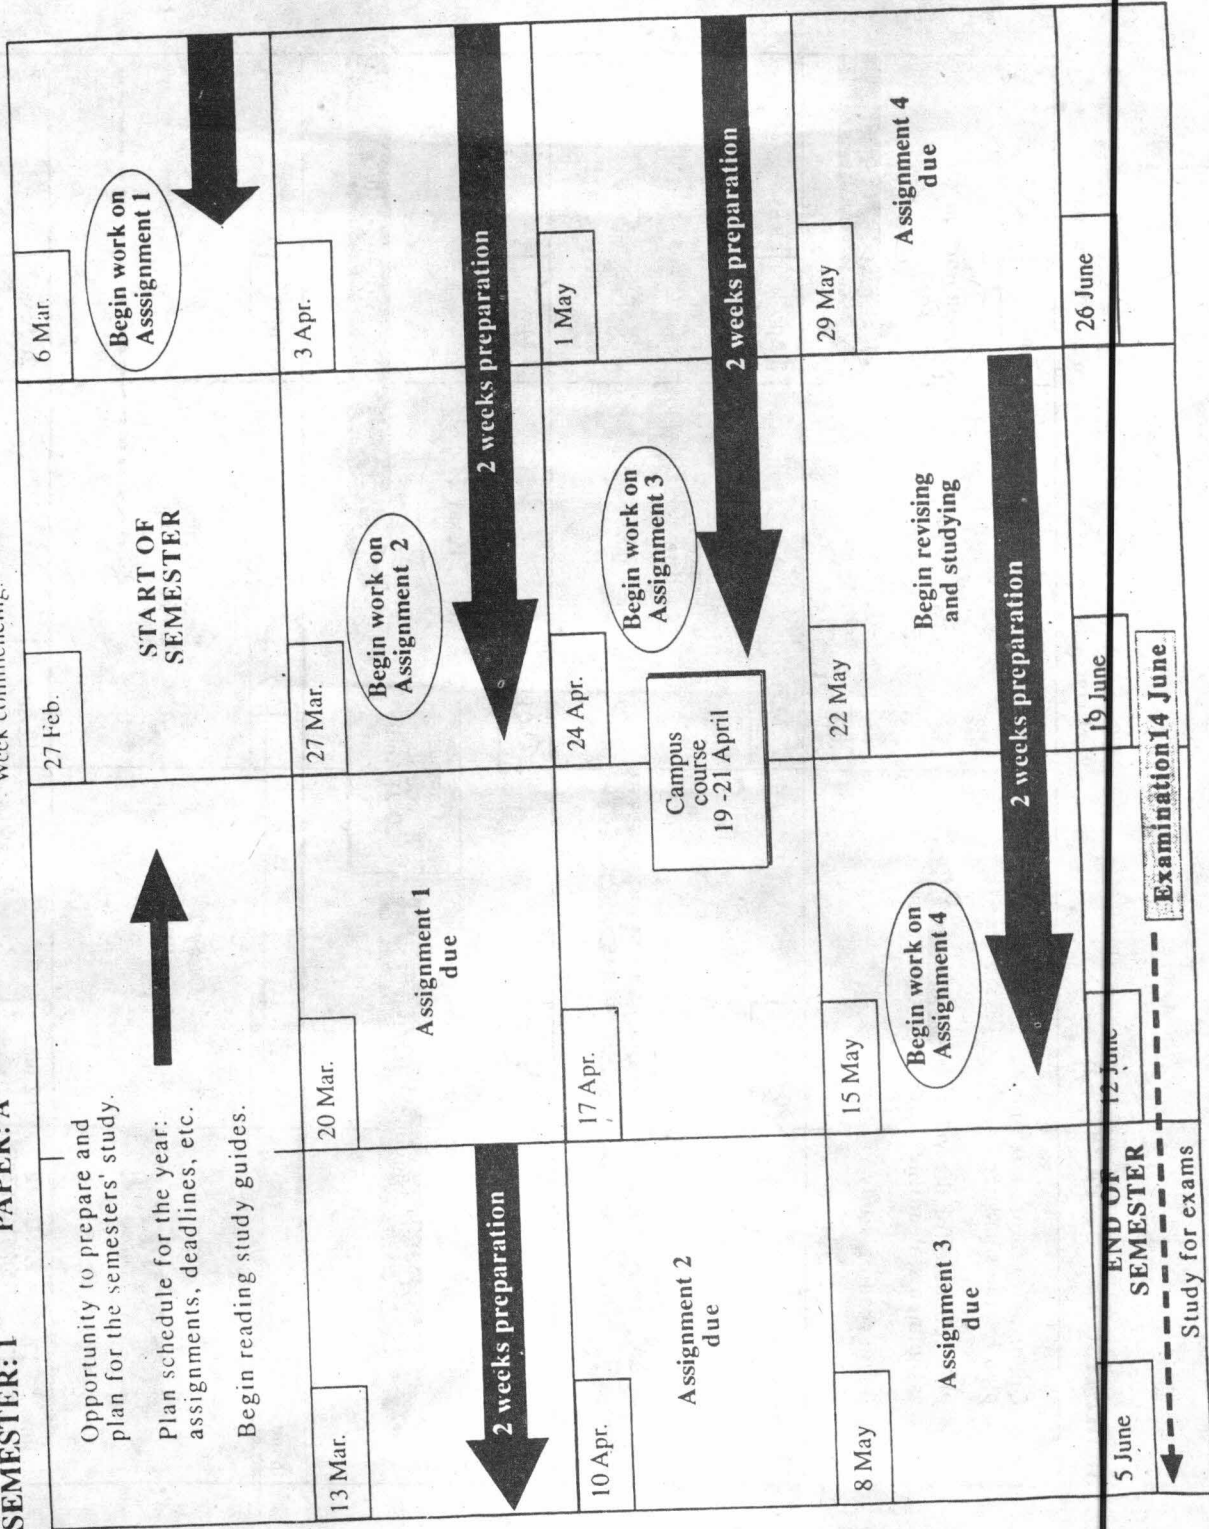 SEMESTER: 1 PAPER: A
Week commencing:
Opportunity to prepare and
plan for the semesters' study.
Plan schedule for the year:
assignments, deadlines, etc.
Begin reading study guides.
27 Feb.
START OF
SEMESTER
6 Mar.
Begin work on
Asssignment 1
13 Mar.
2 weeks preparation
20 Mar.
Assignment 1
due
27 Mar.
Begin work on
Assignment 2
3 Apr.
2 weeks preparation
10 Apr.
Assignment 2
due
17 Apr.
Campus
course
19 -21 April
24 Apr.
Begin work on
Assignment 3
1 May
2 weeks preparation
8 May
Assignment 3
due
15 May
Begin work on
Assignment 4
22 May
Begin revising
and studying
2 weeks preparation
29 May
Assignment 4
due
5 June
END OF
SEMESTER
Study for exams
12 June
Examination14 June
19 June
26 June